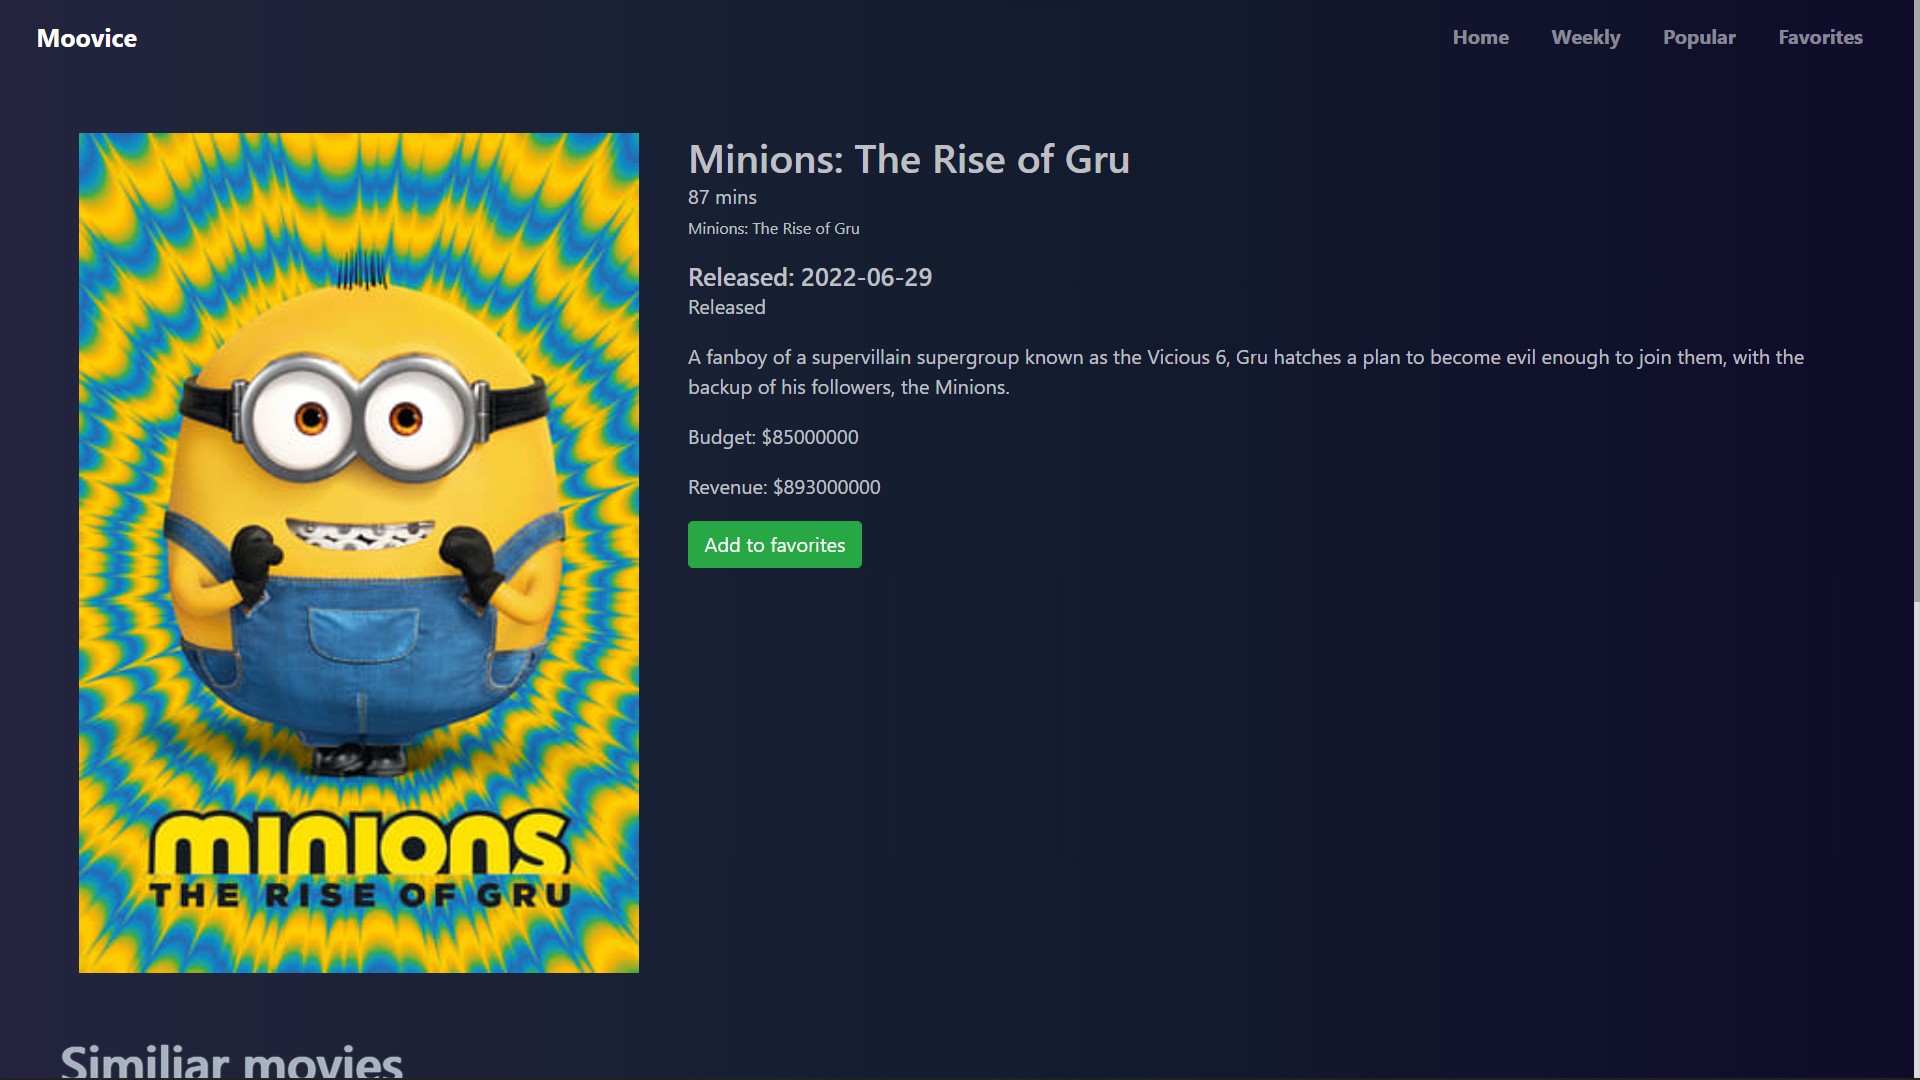 Moovice
Home
Weekly
Popular
Favorites
Minions: The Rise of Gru
87 mins
Minions: The Rise of Gru
Released: 2022-06-29
Released
A fanboy of a supervillain supergroup known as the Vicious 6, Gru hatches a plan to become evil enough to join them, with the
backup of his followers, the Minions.
Budget: $85000000
Revenue: $893000000
Add to favorites
minions
THE RISE OF GRU
Similiar movies